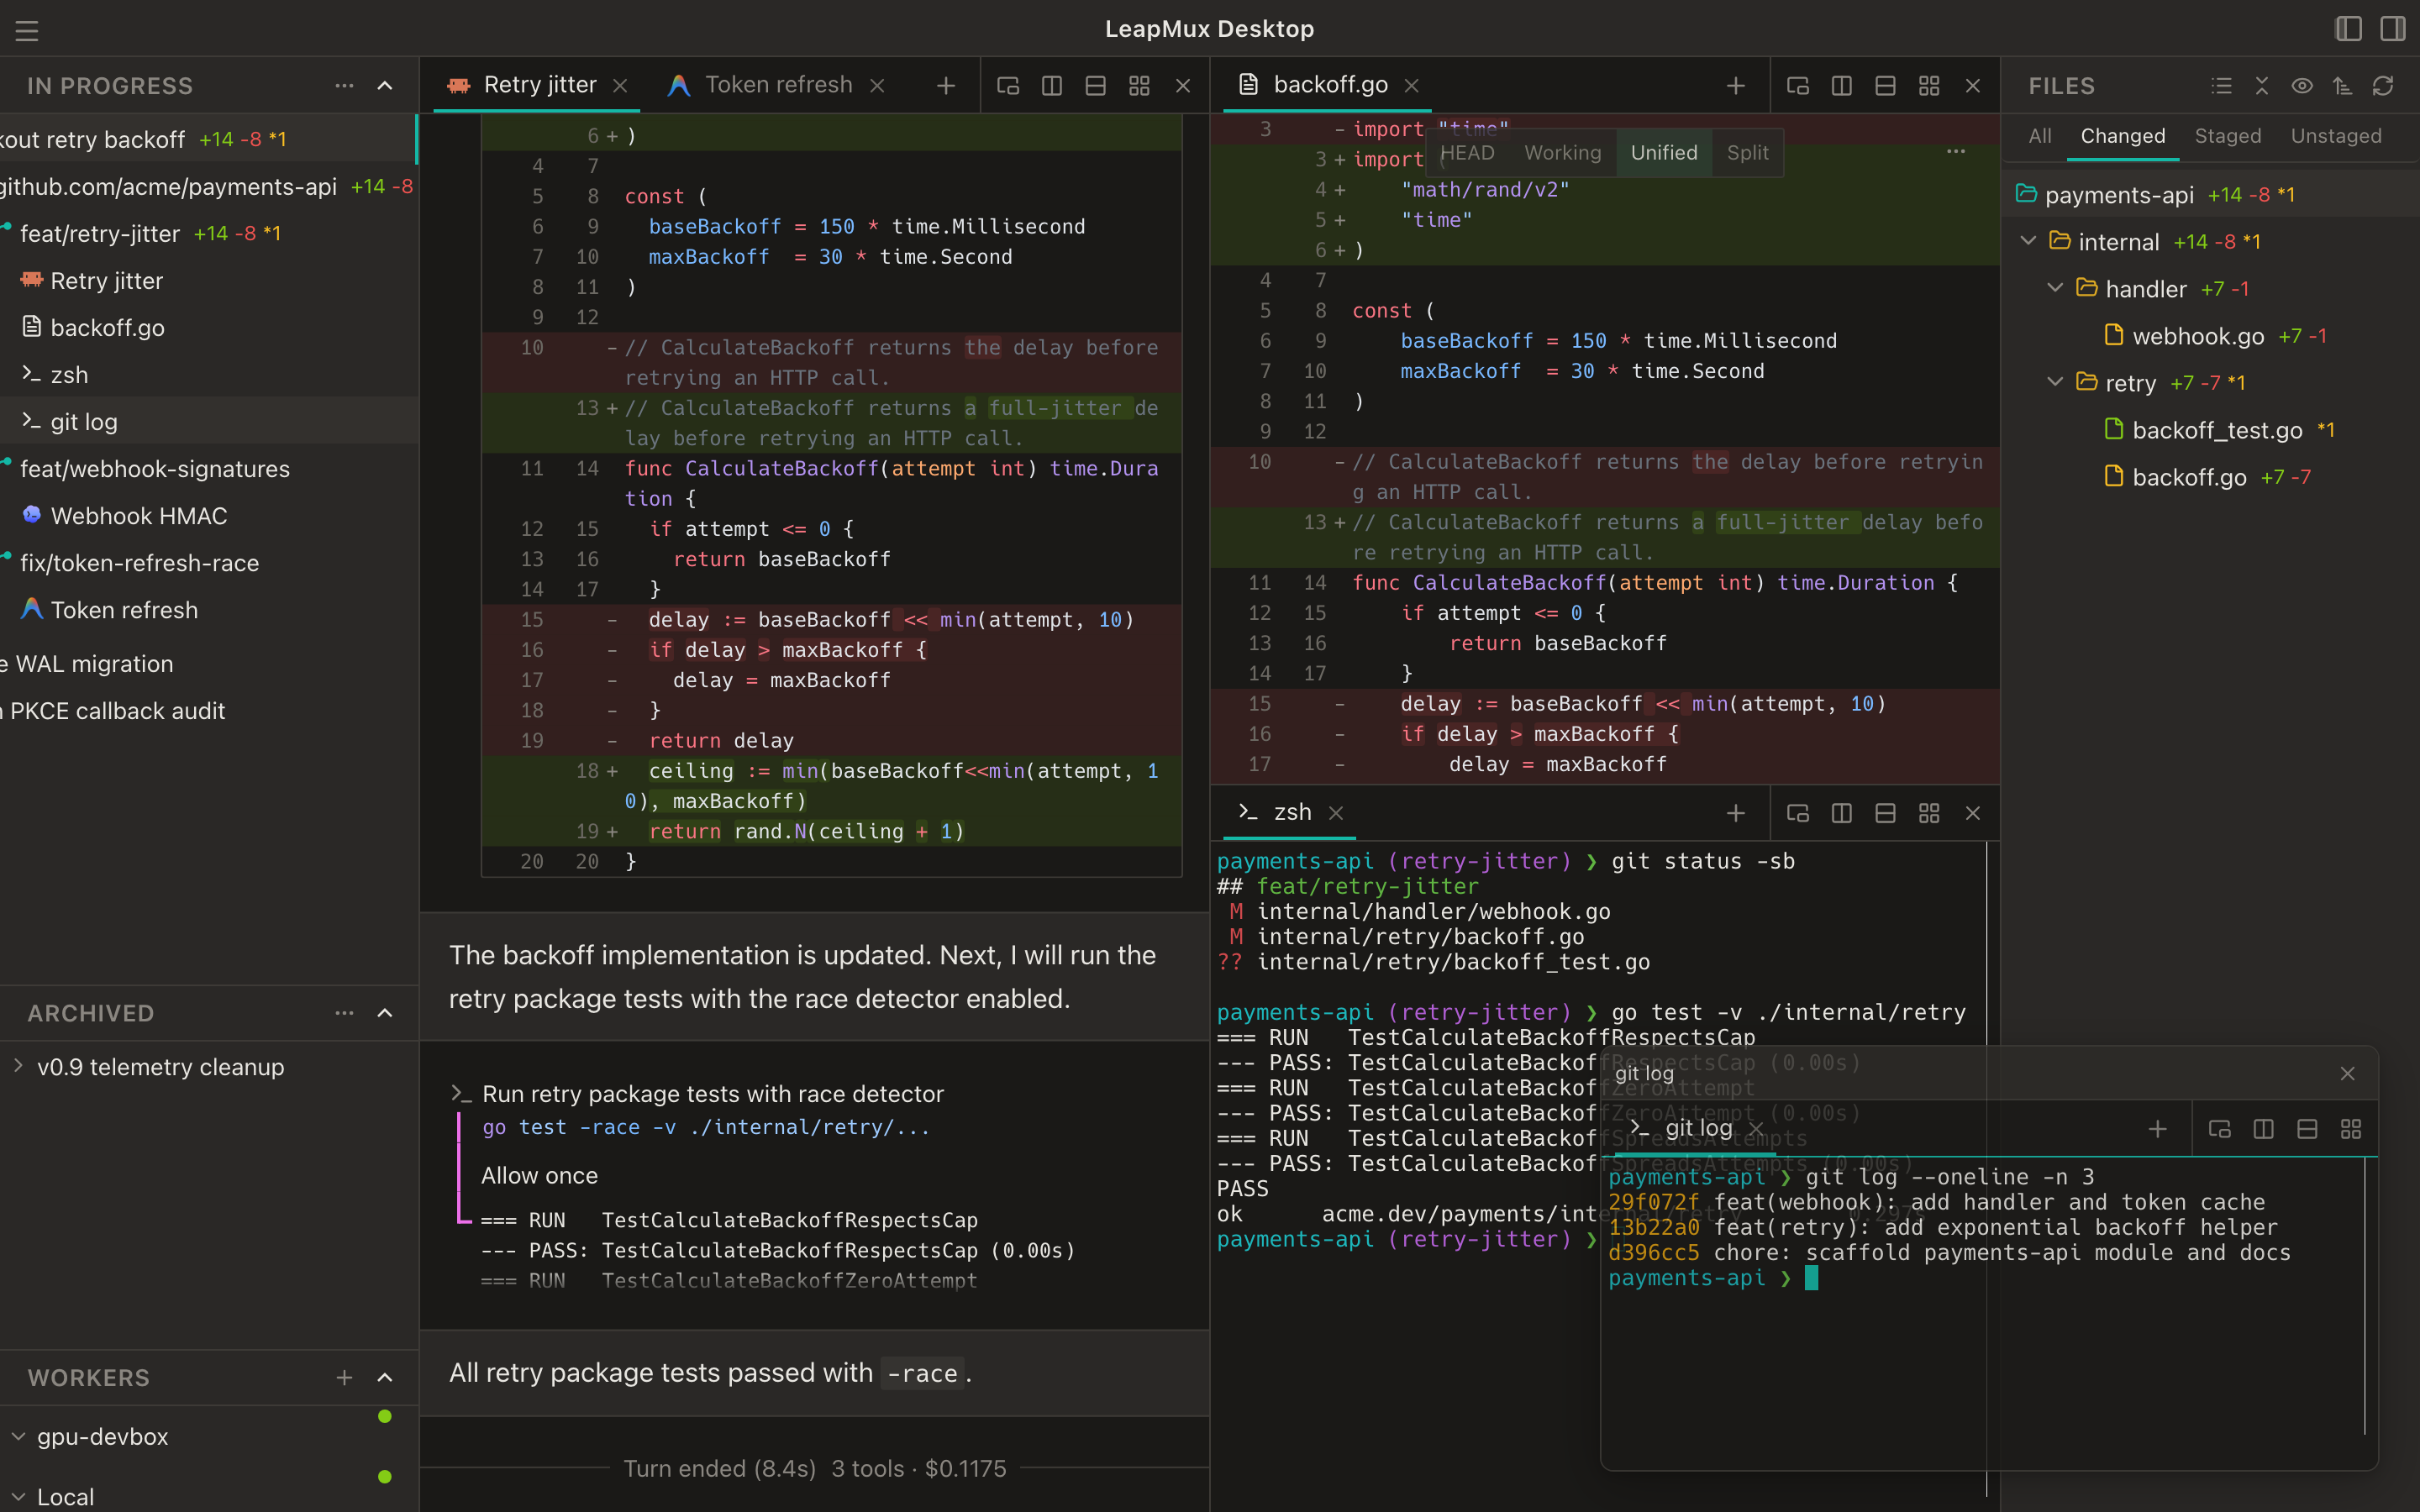 LeapMux Desktop
IN PROGRESS
kout retry backoff +14 -8 *1
github.com/acme/payments-api +14 -8
feat/retry-jitter +14 -8 *1
Retry jitter
backoff.go
zsh
git log
feat/webhook-signatures
Webhook HMAC
fix/token-refresh-race
Token refresh
e WAL migration
PKCE callback audit
ARCHIVED
v0.9 telemetry cleanup
WORKERS
gpu-devbox
Local
Retry jitter
Token refresh
6 + )
4 7
5 8 const (
6 9 baseBackoff = 150 * time.Millisecond
7 10 maxBackoff  = 30 * time.Second
8 11 )
9 12
10 - // CalculateBackoff returns the delay before
retrying an HTTP call.
13 + // CalculateBackoff returns a full-jitter de
lay before retrying an HTTP call.
11 14 func CalculateBackoff(attempt int) time.Dura
tion {
12 15 if attempt <= 0 {
13 16 return baseBackoff
14 17 }
15 - delay := baseBackoff << min(attempt, 10)
16 - if delay > maxBackoff {
17 - delay = maxBackoff
18 - }
19 - return delay
18 + ceiling := min(baseBackoff<<min(attempt, 1
0), maxBackoff)
19 + return rand.N(ceiling + 1)
20 20 }
The backoff implementation is updated. Next, I will run the
retry package tests with the race detector enabled.
Run retry package tests with race detector
go test -race -v ./internal/retry/...
Allow once
=== RUN   TestCalculateBackoffRespectsCap
--- PASS: TestCalculateBackoffRespectsCap (0.00s)
=== RUN   TestCalculateBackoffZeroAttempt
All retry package tests passed with -race.
Turn ended (8.4s) 3 tools · $0.1175
backoff.go
3 - import "time"
HEAD Working Unified Split
3 + import (
4 + "math/rand/v2"
5 + "time"
6 + )
4 7
5 8 const (
6 9 baseBackoff = 150 * time.Millisecond
7 10 maxBackoff  = 30 * time.Second
8 11 )
9 12
10 - // CalculateBackoff returns the delay before retryin
g an HTTP call.
13 + // CalculateBackoff returns a full-jitter delay befo
re retrying an HTTP call.
11 14 func CalculateBackoff(attempt int) time.Duration {
12 15 if attempt <= 0 {
13 16 return baseBackoff
14 17 }
15 - delay := baseBackoff << min(attempt, 10)
16 - if delay > maxBackoff {
17 - delay = maxBackoff
zsh
payments-api (retry-jitter) ❯ git status -sb
## feat/retry-jitter
M internal/handler/webhook.go
M internal/retry/backoff.go
?? internal/retry/backoff_test.go
payments-api (retry-jitter) ❯ go test -v ./internal/retry
=== RUN   TestCalculateBackoffRespectsCap
--- PASS: TestCalculateBackoffRespectsCap (0.00s)
=== RUN   TestCalculateBackoffZeroAttempt
--- PASS: TestCalculateBackoffZeroAttempt (0.00s)
=== RUN   TestCalculateBackoffSpreadsAttempts
--- PASS: TestCalculateBackoffSpreadsAttempts (0.00s)
PASS
ok      acme.dev/payments/internal/retry 0.297s
payments-api (retry-jitter) ❯
git log
git log
payments-api ❯ git log --oneline -n 3
29f072f feat(webhook): add handler and token cache
13b22a0 feat(retry): add exponential backoff helper
d396cc5 chore: scaffold payments-api module and docs
payments-api ❯
FILES
All Changed Staged Unstaged
payments-api +14 -8 *1
internal +14 -8 *1
handler +7 -1
webhook.go +7 -1
retry +7 -7 *1
backoff_test.go *1
backoff.go +7 -7